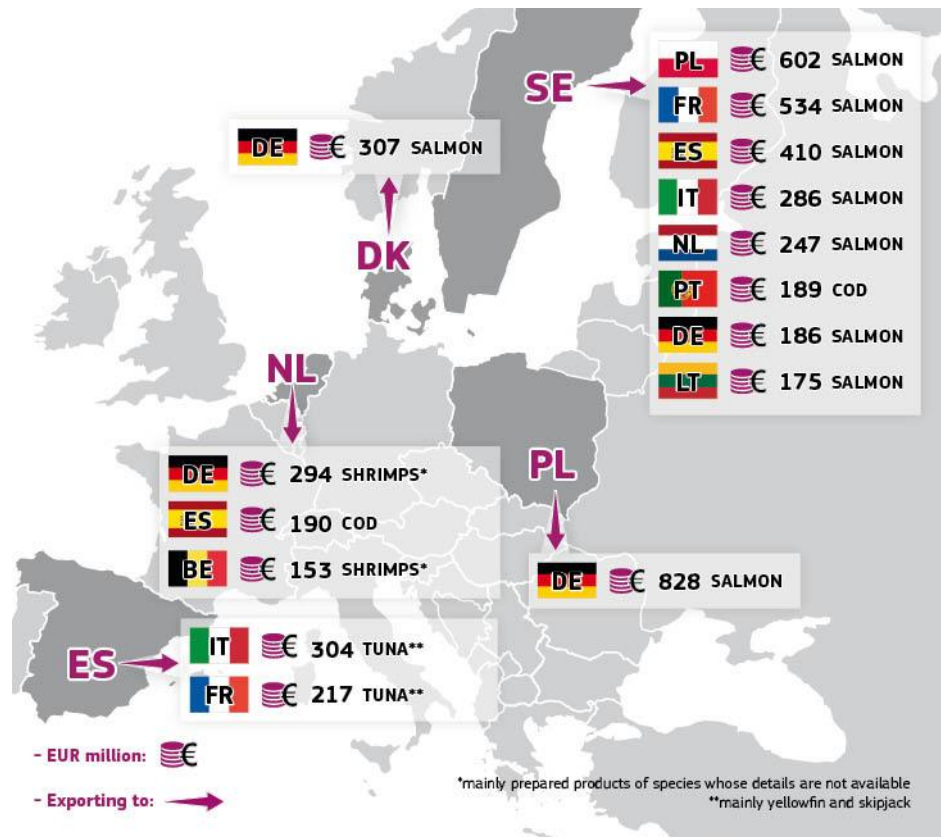 SE
PL € 602 SALMON
FR € 534 SALMON
ES € 410 SALMON
IT € 286 SALMON
NL € 247 SALMON
PT € 189 COD
DE € 186 SALMON
LT € 175 SALMON
DE € 307 SALMON
DK
NL
DE € 294 SHRIMPS*
ES € 190 COD
BE € 153 SHRIMPS*
PL
DE € 828 SALMON
ES
IT € 304 TUNA**
FR € 217 TUNA**
- EUR million: €
- Exporting to:
*mainly prepared products of species whose details are not available
**mainly yellowfin and skipjack